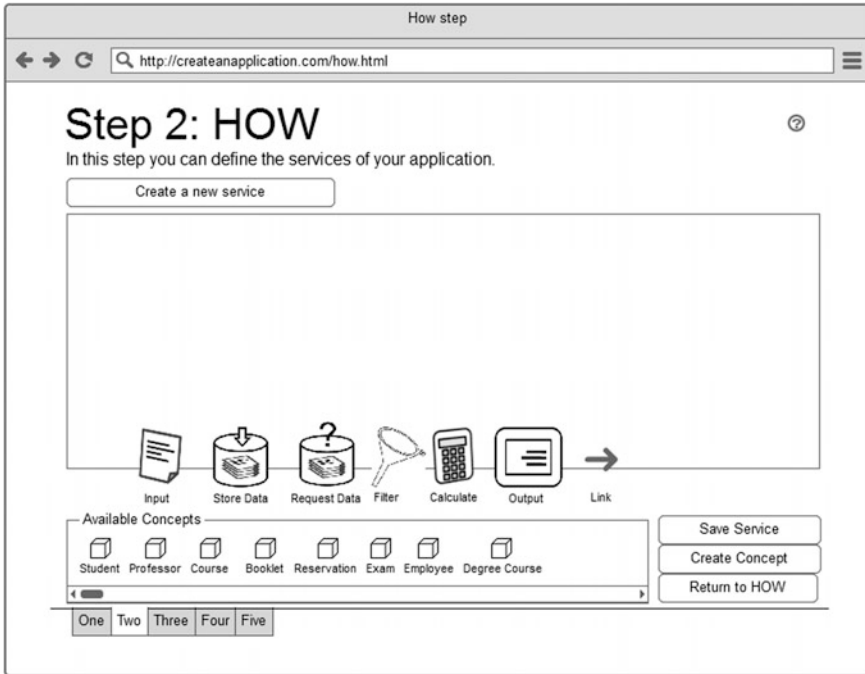 How step
http://createanapplication.com/how.html
Step 2: HOW
In this step you can define the services of your application.
Create a new service
?
Input Store Data Request Data Filter Calculate Output Link
Available Concepts
Student Professor Course Booklet Reservation Exam Employee Degree Course
Save Service
Create Concept
Return to HOW
One Two Three Four Five